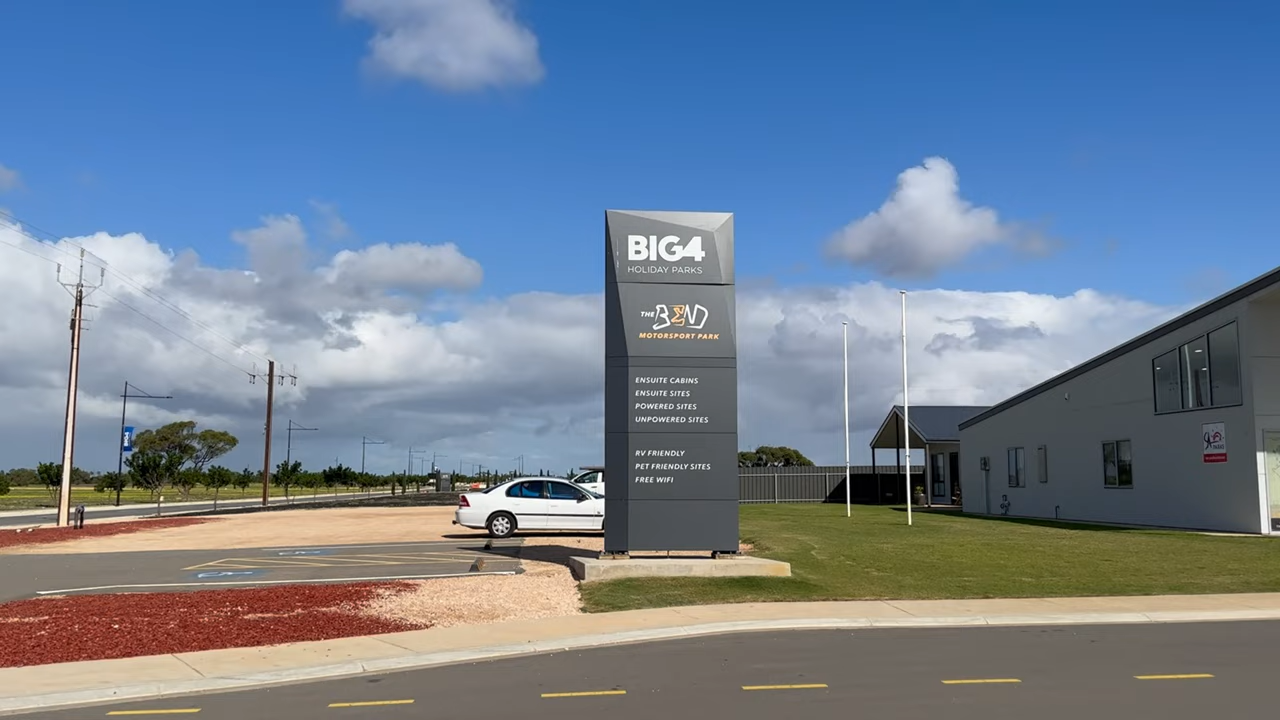 BIG4
HOLIDAY PARKS
THE BEND
MOTORSPORT PARK
ENSUITE CABINS
ENSUITE SITES
POWERED SITES
UNPOWERED SITES
RV FRIENDLY
PET FRIENDLY SITES
FREE WIFI